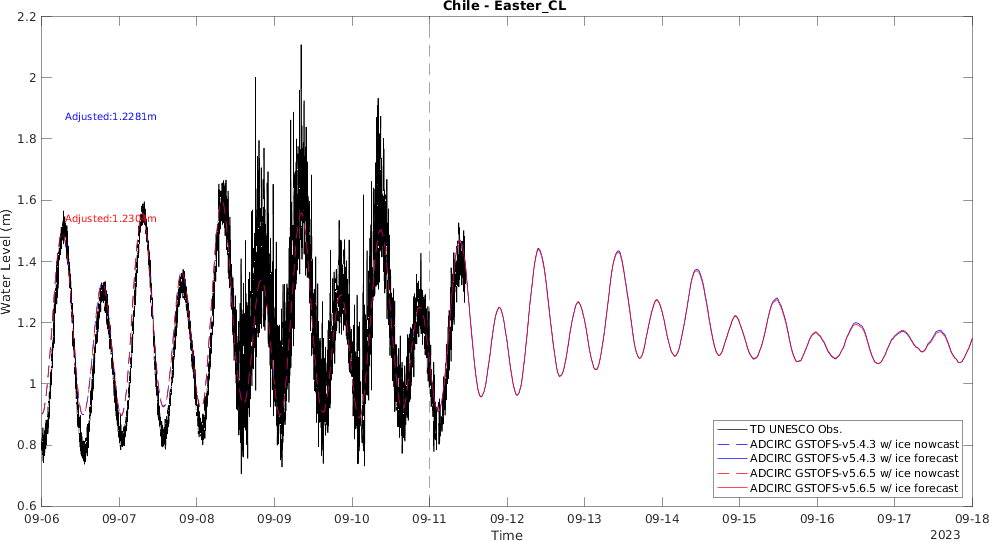 Chile - Easter_CL
2.2
2
1.8
1.6
1.4
1.2
1
0.8
0.6
Water Level (m)
Adjusted:1.2281m
TD UNESCO Obs.
ADCIRC GSTOFS-v5.4.3 w/ ice nowcast
ADCIRC GSTOFS-v5.4.3 w/ ice forecast
ADCIRC GSTOFS-v5.6.5 w/ ice nowcast
ADCIRC GSTOFS-v5.6.5 w/ ice forecast
09-06 09-07 09-08 09-09 09-10 09-11 09-12 09-13 09-14 09-15 09-16 09-17 09-18
Time
2023